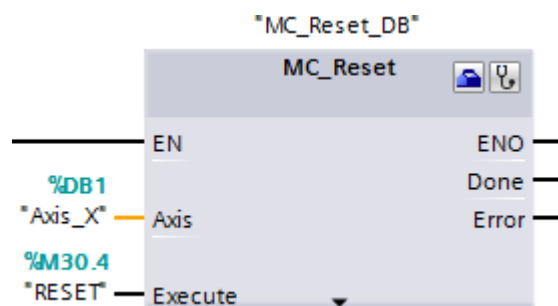 "MC_Reset_DB"
MC_Reset
EN ENO
%DB1 Done
"Axis_X" Axis Error
%M30.4
"RESET" Execute